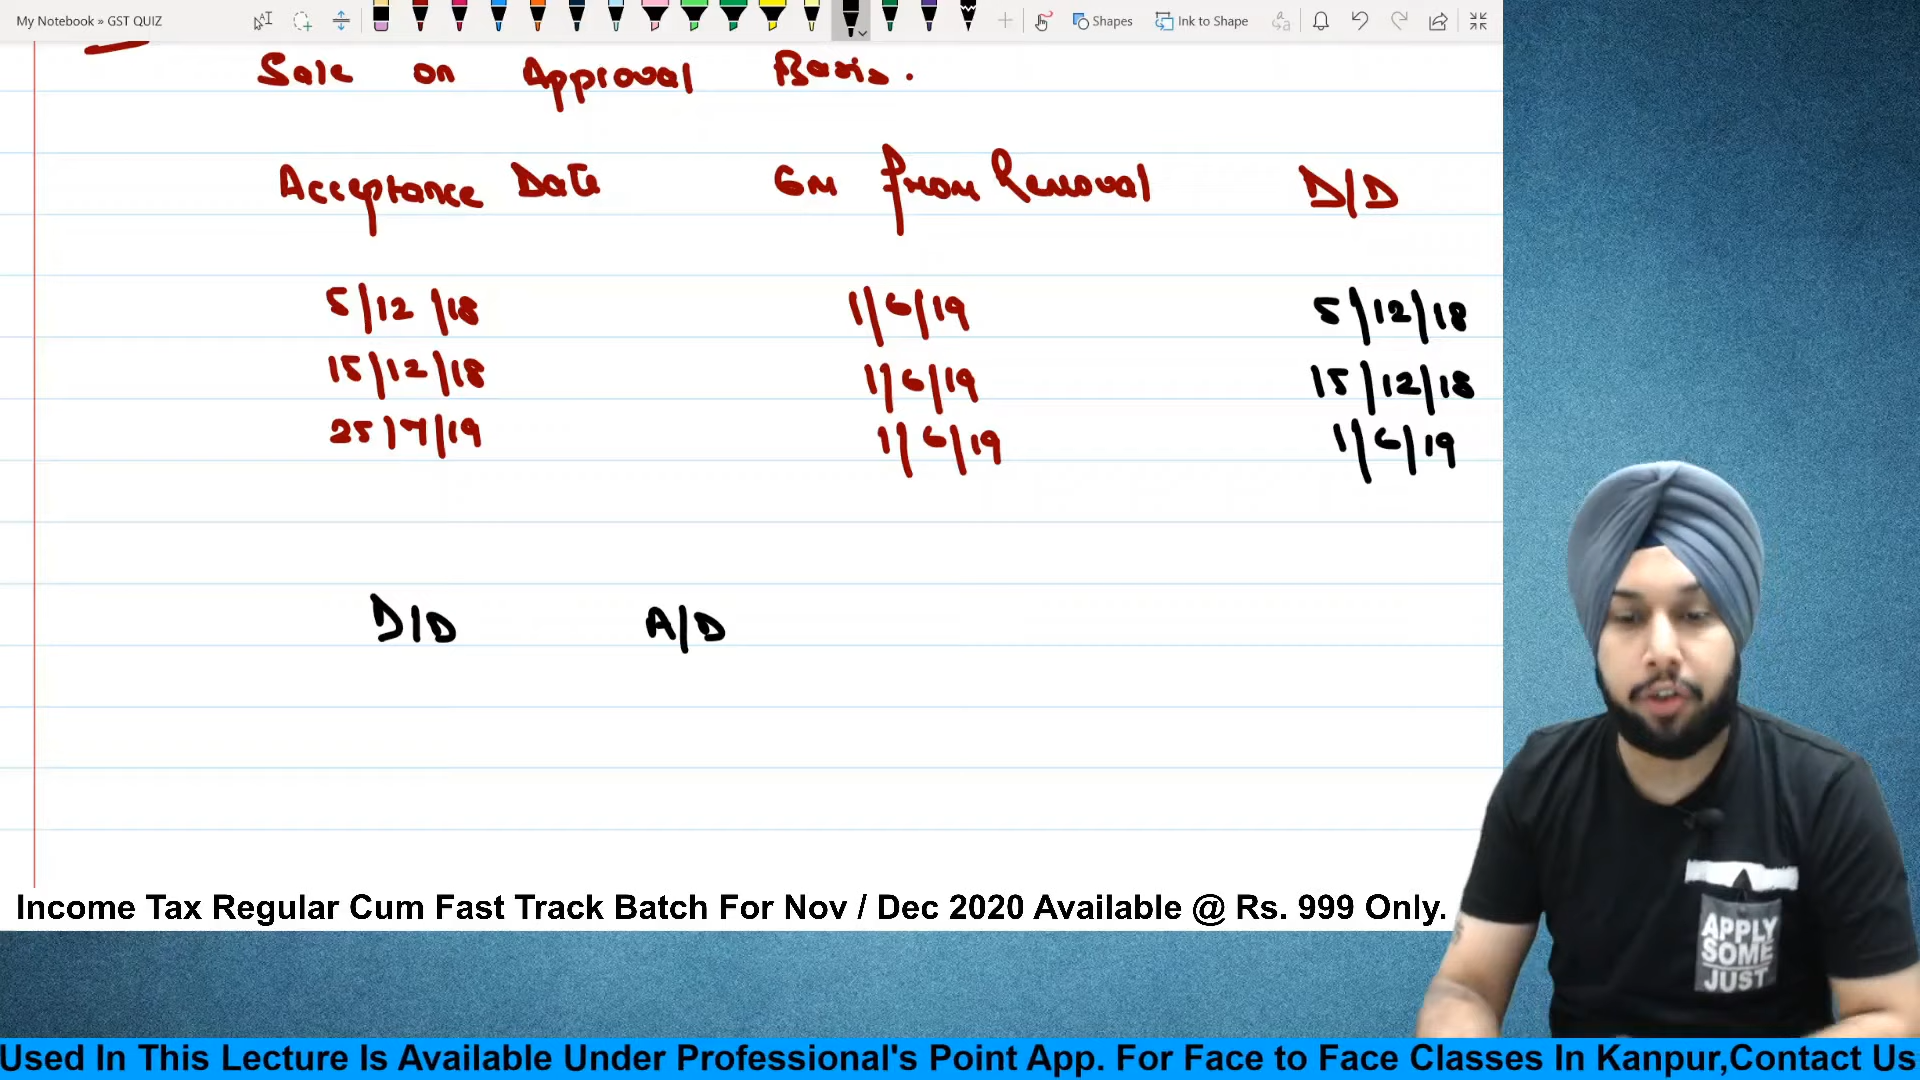 My Notebook » GST QUIZ
Shapes
Ink to Shape
Sale on Approval Basis.
Acceptance Date 6m from Removal D/D
5/12/18 1/6/19 5/12/18
15/12/18 1/6/19 15/12/18
25/7/19 1/6/19 1/6/19
D/D A/D
Income Tax Regular Cum Fast Track Batch For Nov / Dec 2020 Available @ Rs. 999 Only.
APPLY
SOME
JUST
Used In This Lecture Is Available Under Professional's Point App. For Face to Face Classes In Kanpur,Contact Us